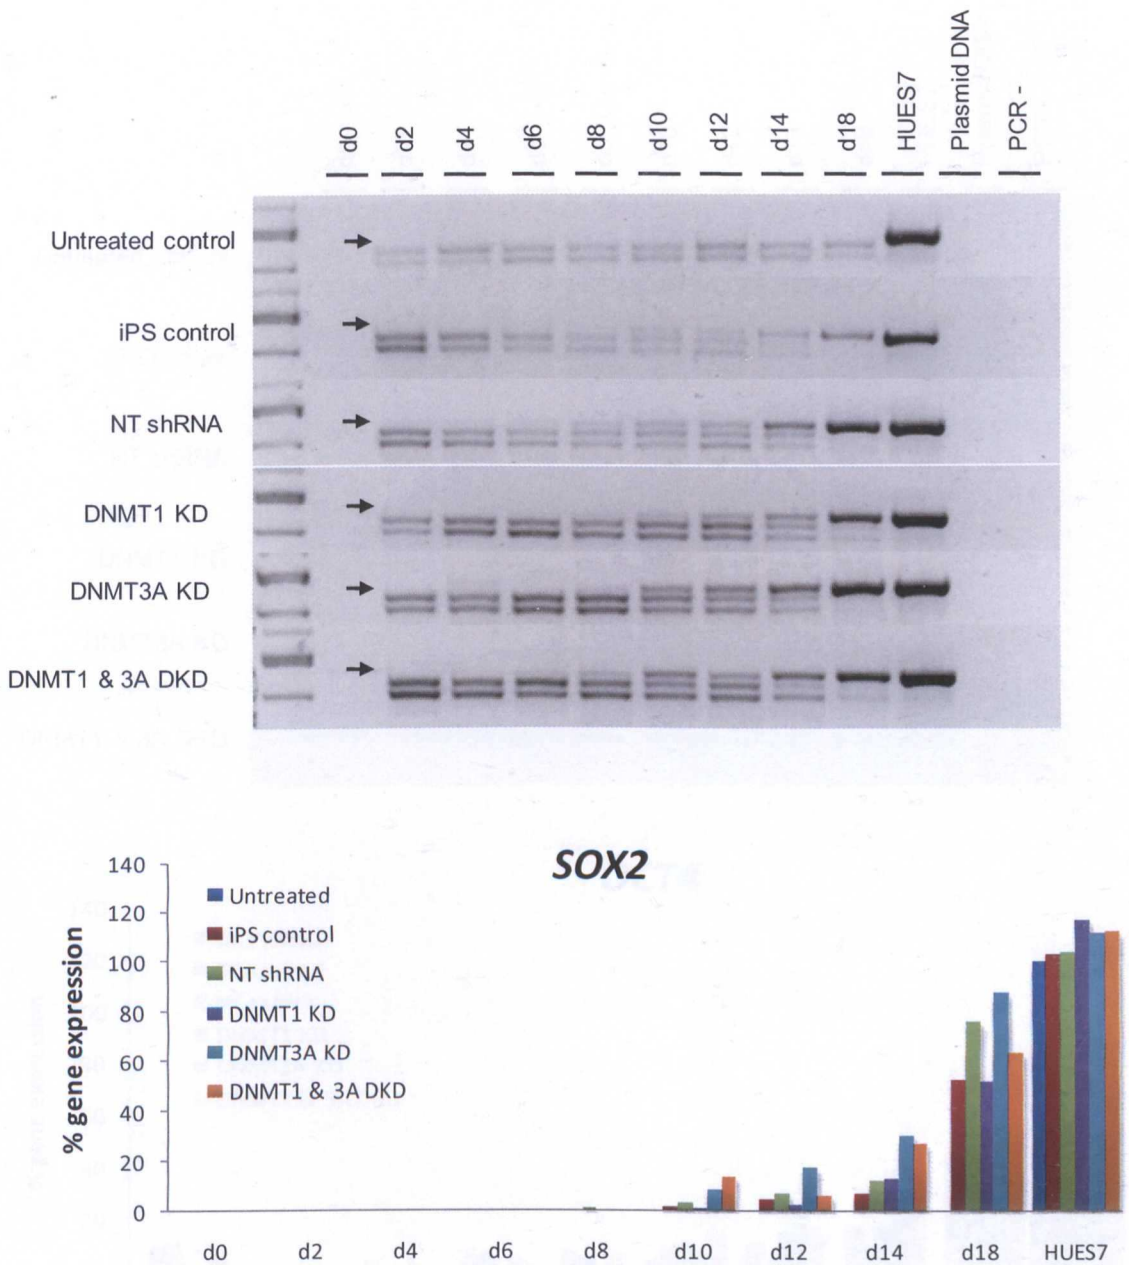 d0 d2 d4 d6 d8 d10 d12 d14 d18 HUES7 Plasmid DNA PCR -
Untreated control
iPS control
NT shRNA
DNMT1 KD
DNMT3A KD
DNMT1 & 3A DKD
SOX2
% gene expression
140
120
100
80
60
40
20
0
Untreated
iPS control
NT shRNA
DNMT1 KD
DNMT3A KD
DNMT1 & 3A DKD
d0 d2 d4 d6 d8 d10 d12 d14 d18 HUES7